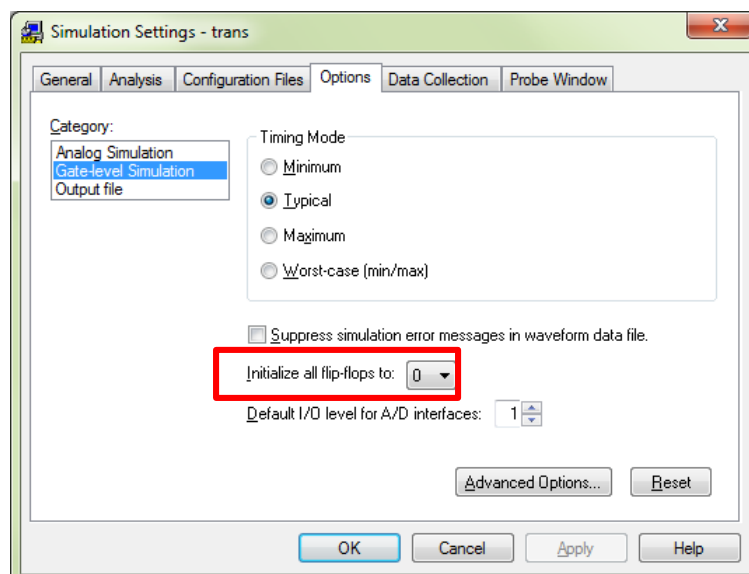 Simulation Settings - trans
General Analysis Configuration Files Options Data Collection Probe Window
Category:
Analog Simulation
Gate-level Simulation
Output file
Timing Mode
Minimum
Typical
Maximum
Worst-case (min/max)
Suppress simulation error messages in waveform data file.
Initialize all flip-flops to: 0
Default I/O level for A/D interfaces: 1
Advanced Options... Reset
OK Cancel Apply Help